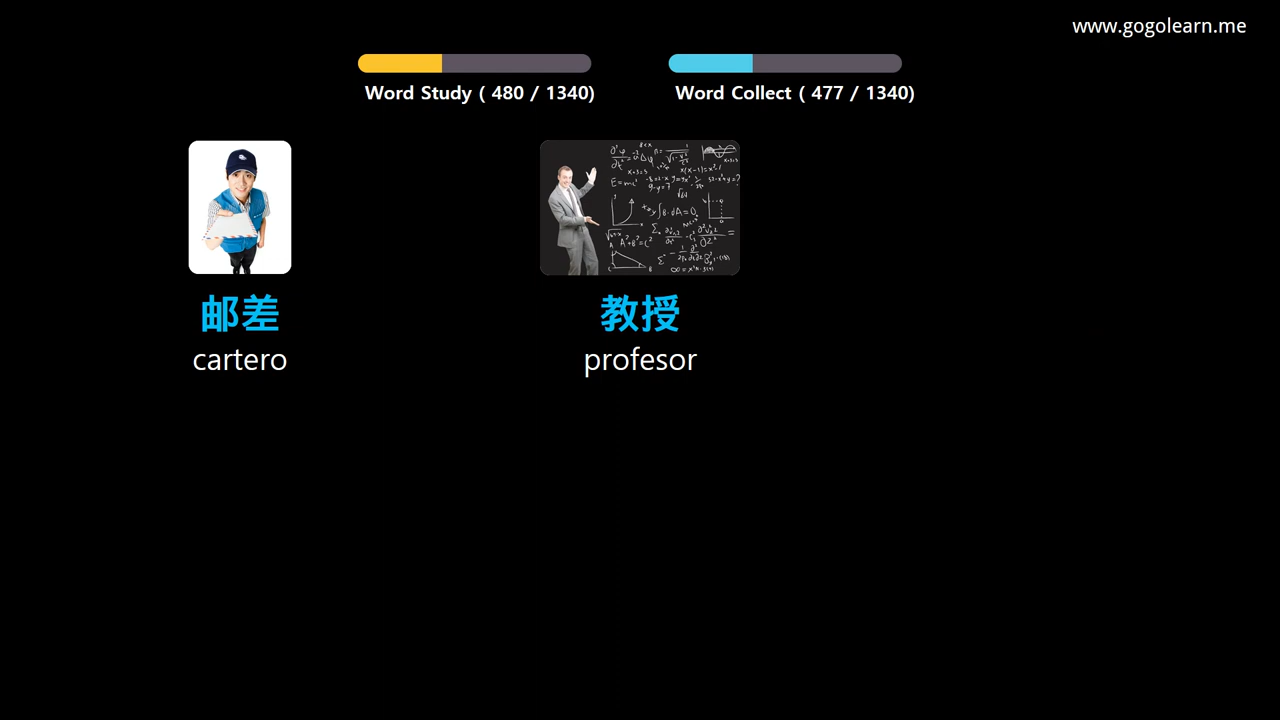 www.gogolearn.me
Word Study ( 480 / 1340)
Word Collect ( 477 / 1340)
邮差
教授
cartero
profesor